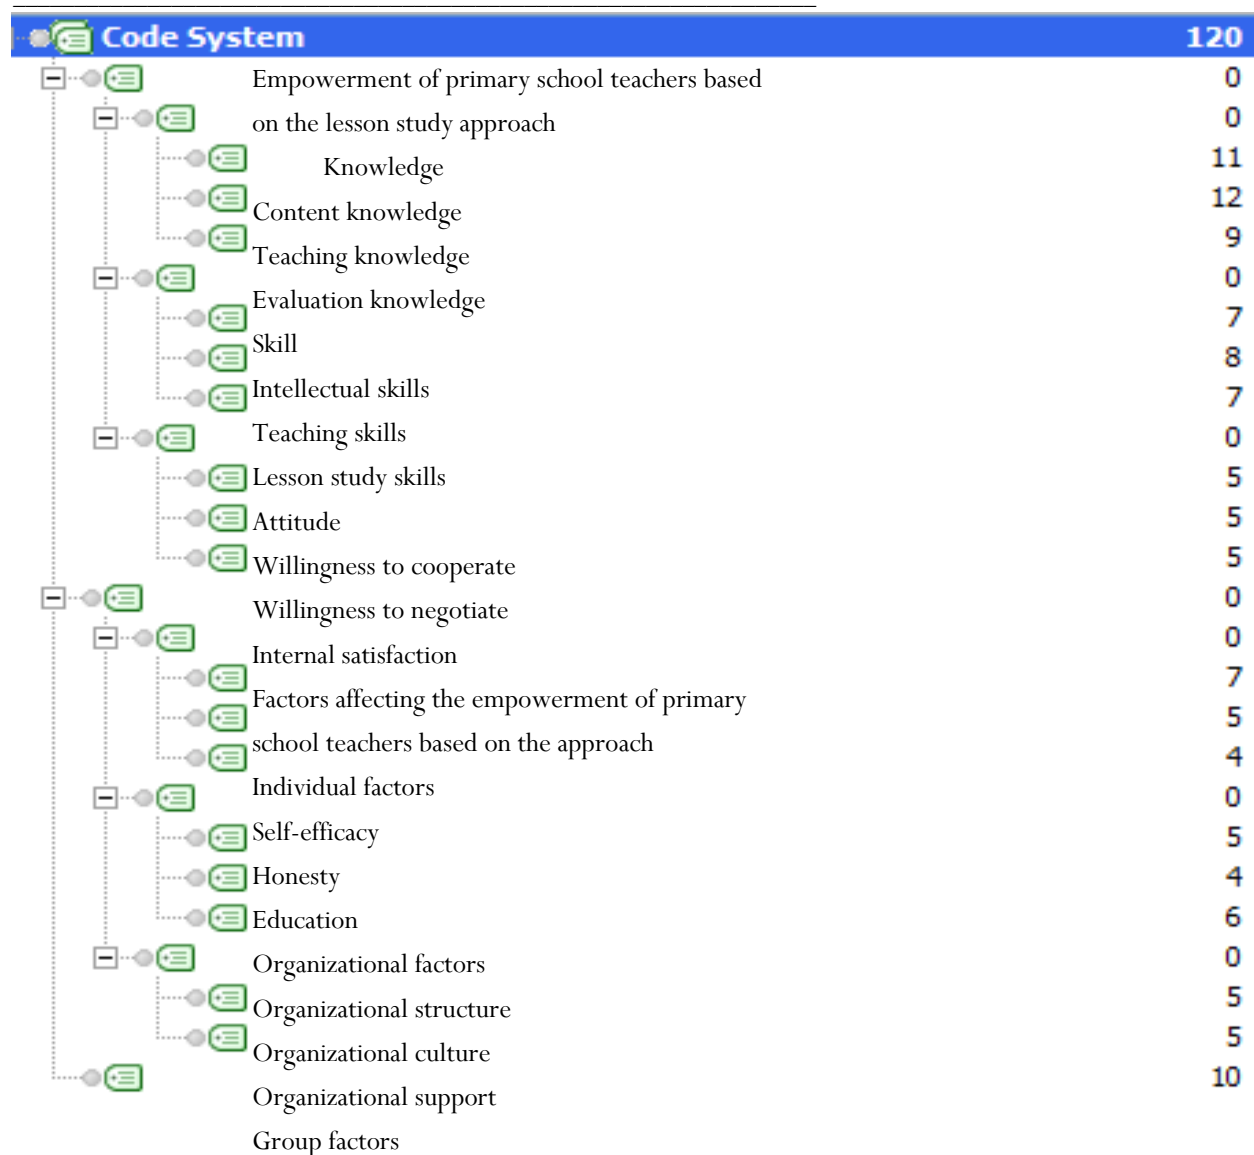 Code System 120
Empowerment of primary school teachers based 0
on the lesson study approach 0
Knowledge 11
Content knowledge 12
Teaching knowledge 9
Evaluation knowledge 0
Skill 7
Intellectual skills 8
Teaching skills 7
Lesson study skills 0
Attitude 5
Willingness to cooperate 5
Willingness to negotiate 5
Internal satisfaction 0
Factors affecting the empowerment of primary 0
school teachers based on the approach 7
Individual factors 5
Self-efficacy 4
Honesty 0
Education 5
Organizational factors 4
Organizational structure 6
Organizational culture 0
Organizational support 5
Group factors 5
10